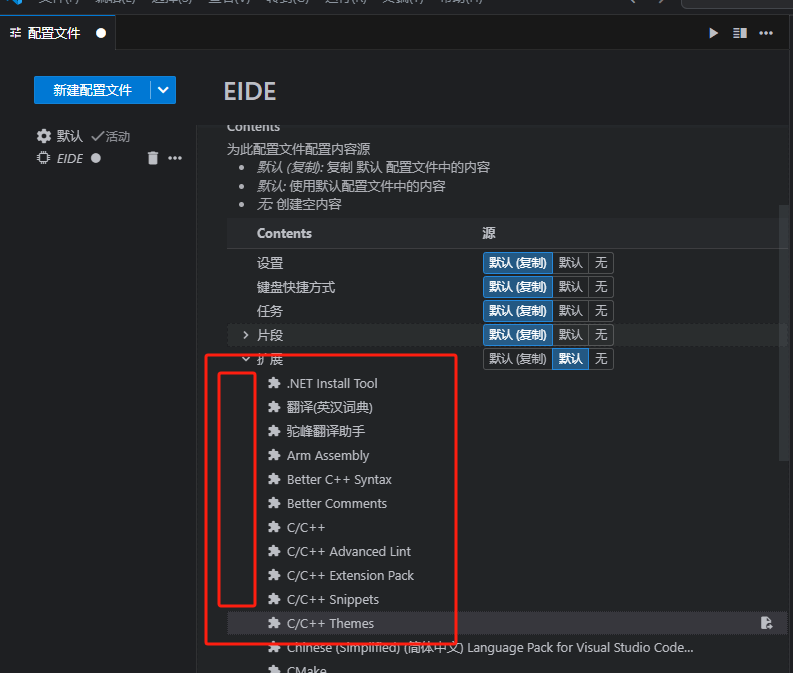 配置文件
新建配置文件
EIDE
默认 活动
EIDE
Contents
为此配置文件配置内容源
默认 (复制): 复制 默认 配置文件中的内容
默认: 使用默认配置文件中的内容
无: 创建空内容
Contents 源
设置 默认 (复制) 默认 无
键盘快捷方式 默认 (复制) 默认 无
任务 默认 (复制) 默认 无
片段 默认 (复制) 默认 无
扩展 默认 (复制) 默认 无
.NET Install Tool
翻译(英汉词典)
驼峰翻译助手
Arm Assembly
Better C++ Syntax
Better Comments
C/C++
C/C++ Advanced Lint
C/C++ Extension Pack
C/C++ Snippets
C/C++ Themes
Chinese (Simplified) (简体中文) Language Pack for Visual Studio Code...
CMake